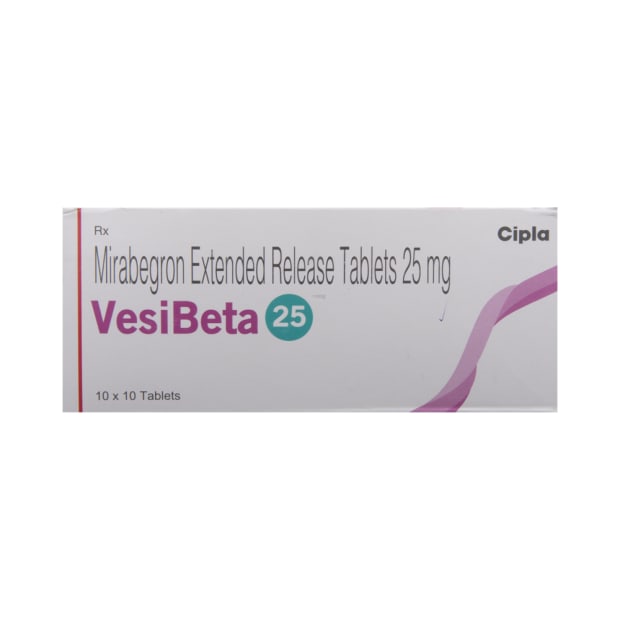 Rx
Cipla
Mirabegron Extended Release Tablets 25 mg
VesiBeta 25
10 x 10 Tablets